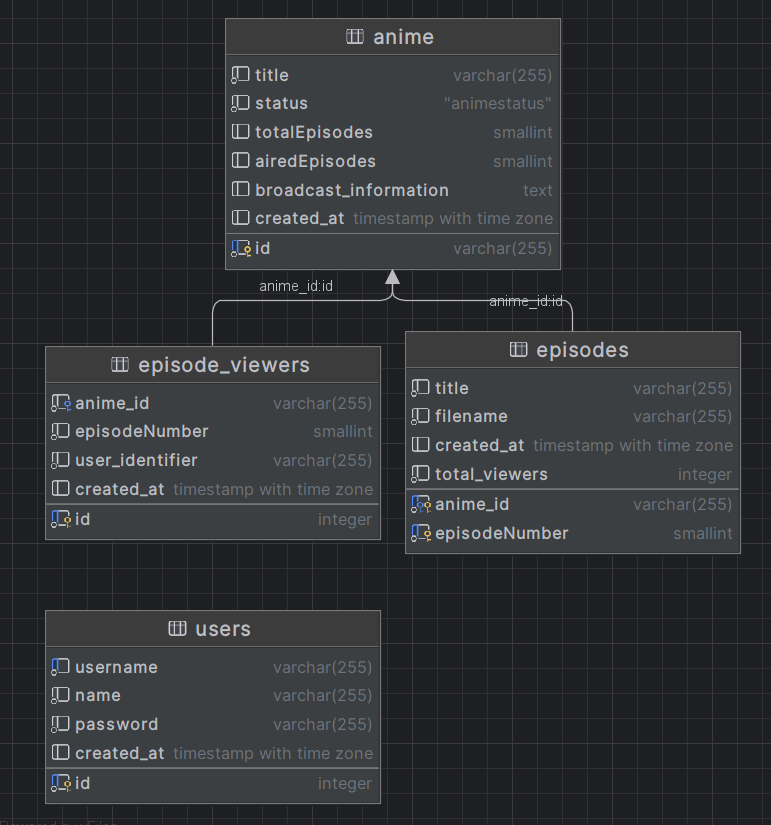 anime
title varchar(255)
status "animestatus"
totalEpisodes smallint
airedEpisodes smallint
broadcast_information text
created_at timestamp with time zone
id varchar(255)
anime_id:id
anime_id:id
episode_viewers
anime_id varchar(255)
episodeNumber smallint
user_identifier varchar(255)
created_at timestamp with time zone
id integer
episodes
title varchar(255)
filename varchar(255)
created_at timestamp with time zone
total_viewers integer
anime_id varchar(255)
episodeNumber smallint
users
username varchar(255)
name varchar(255)
password varchar(255)
created_at timestamp with time zone
id integer